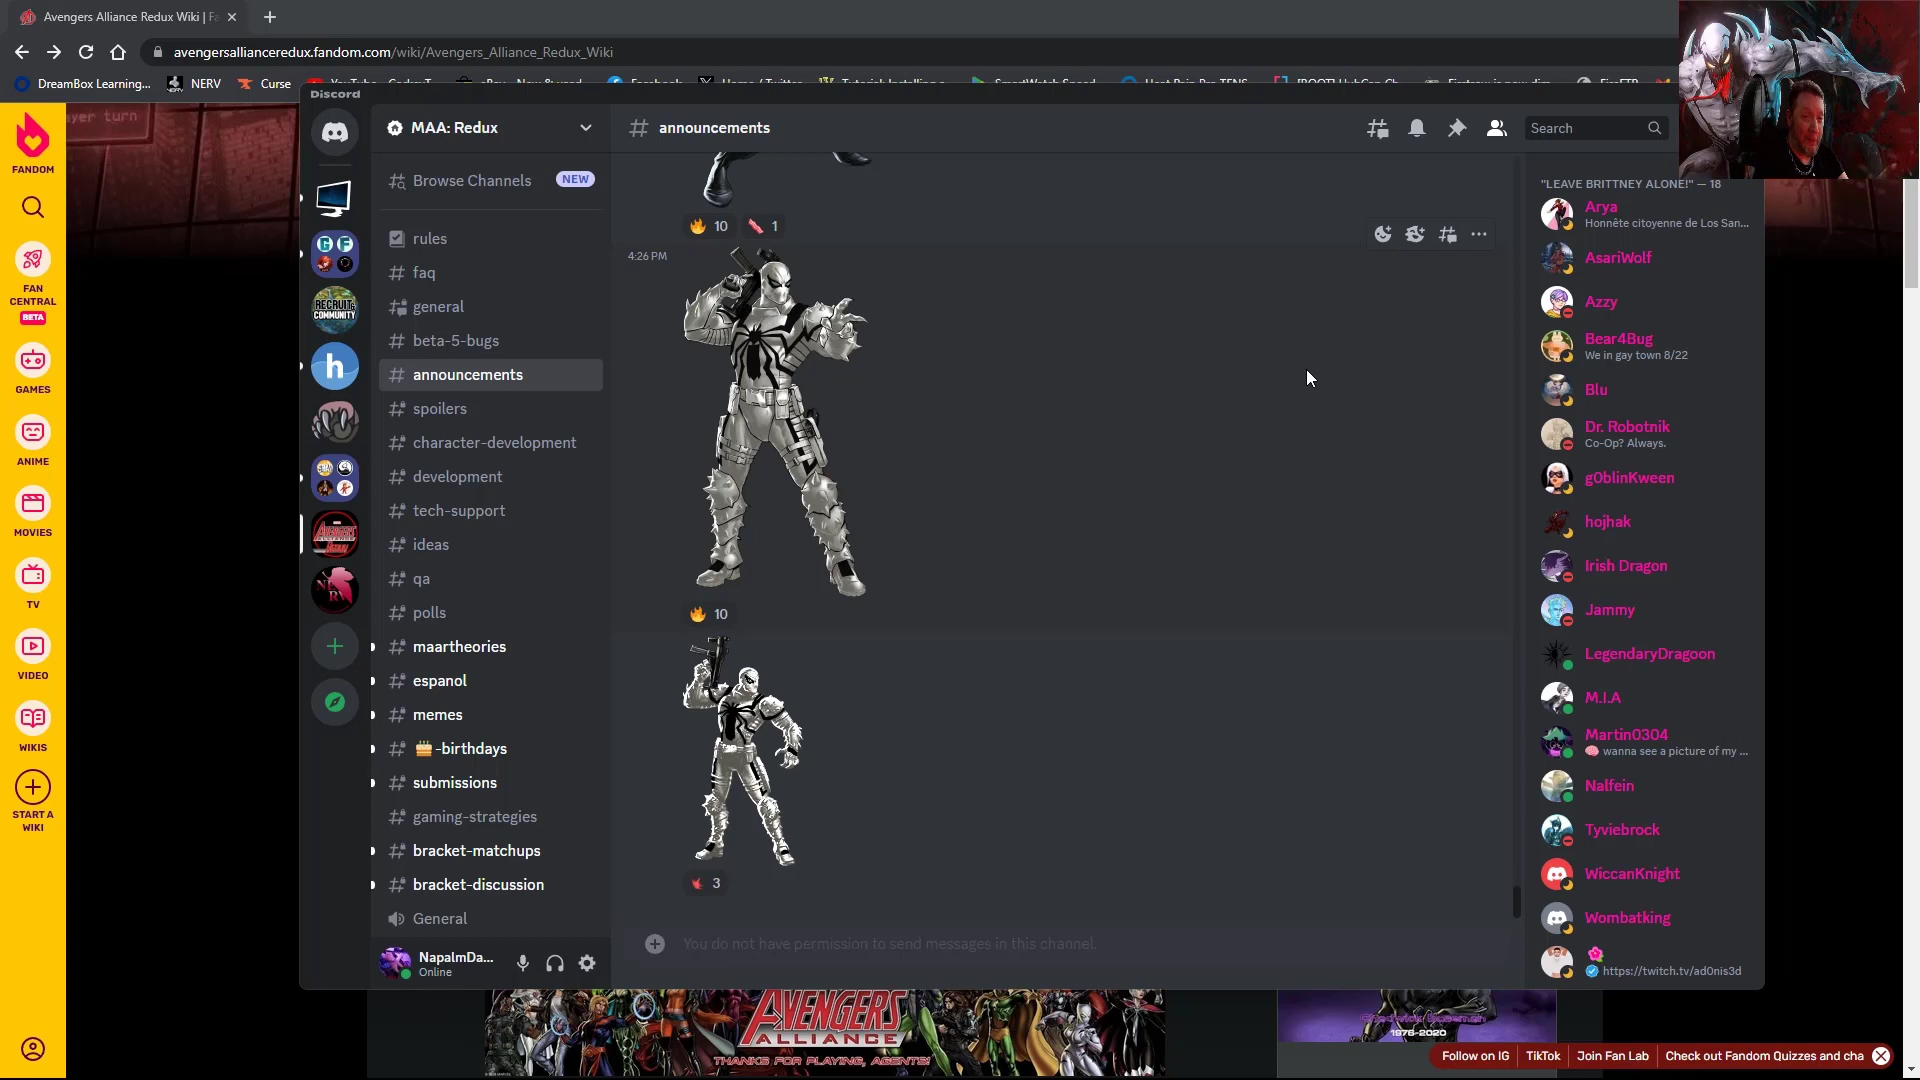 Avengers Alliance Redux Wiki | Fa
avengersallianceredux.fandom.com/wiki/Avengers_Alliance_Redux_Wiki
DreamBox Learning...
NERV
Curse
Discord
FANDOM
FAN
CENTRAL
BETA
GAMES
ANIME
MOVIES
TV
VIDEO
WIKIS
START A
WIKI
player turn
RECRUIT
COMMUNITY
h
MAA: Redux
Browse Channels
NEW
rules
faq
general
beta-5-bugs
announcements
spoilers
character-development
development
tech-support
ideas
qa
polls
maartheories
espanol
memes
-birthdays
submissions
gaming-strategies
bracket-matchups
bracket-discussion
General
NapalmDa...
Online
announcements
Search
10
1
4:26 PM
10
3
You do not have permission to send messages in this channel.
"LEAVE BRITTNEY ALONE!" — 18
Arya
Honnête citoyenne de Los San...
AsariWolf
Azzy
Bear4Bug
We in gay town 8/22
Blu
Dr. Robotnik
Co-Op? Always.
g0blinKween
hojhak
Irish Dragon
Jammy
LegendaryDragoon
M.I.A
Martin0304
wanna see a picture of my ...
Nalfein
Tyviebrock
WiccanKnight
Wombatking
https://twitch.tv/ad0nis3d
AVENGERS
ALLIANCE
THANKS FOR PLAYING, AGENTS!
Chadwick Boseman
1976-2020
Follow on IG
TikTok
Join Fan Lab
Check out Fandom Quizzes and cha